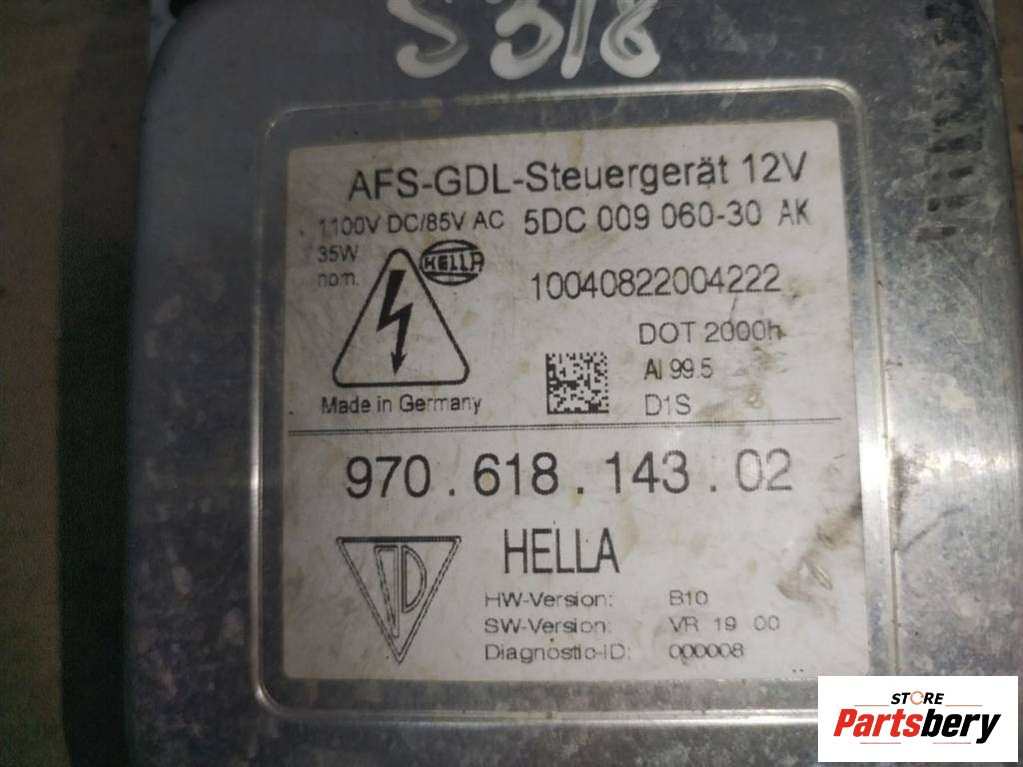 S 318
AFS-GDL-Steuergerät 12V
1100V DC/85V AC 5DC 009 060-30 AK
35W
nom.
HELLA
10040822004222
DOT 2000h
Al 99.5
Made in Germany
D1S
970.618.143.02
HELLA
HW-Version: B10
SW-Version: VR 19 00
Diagnostic-ID: 000008
STORE
Partsbery